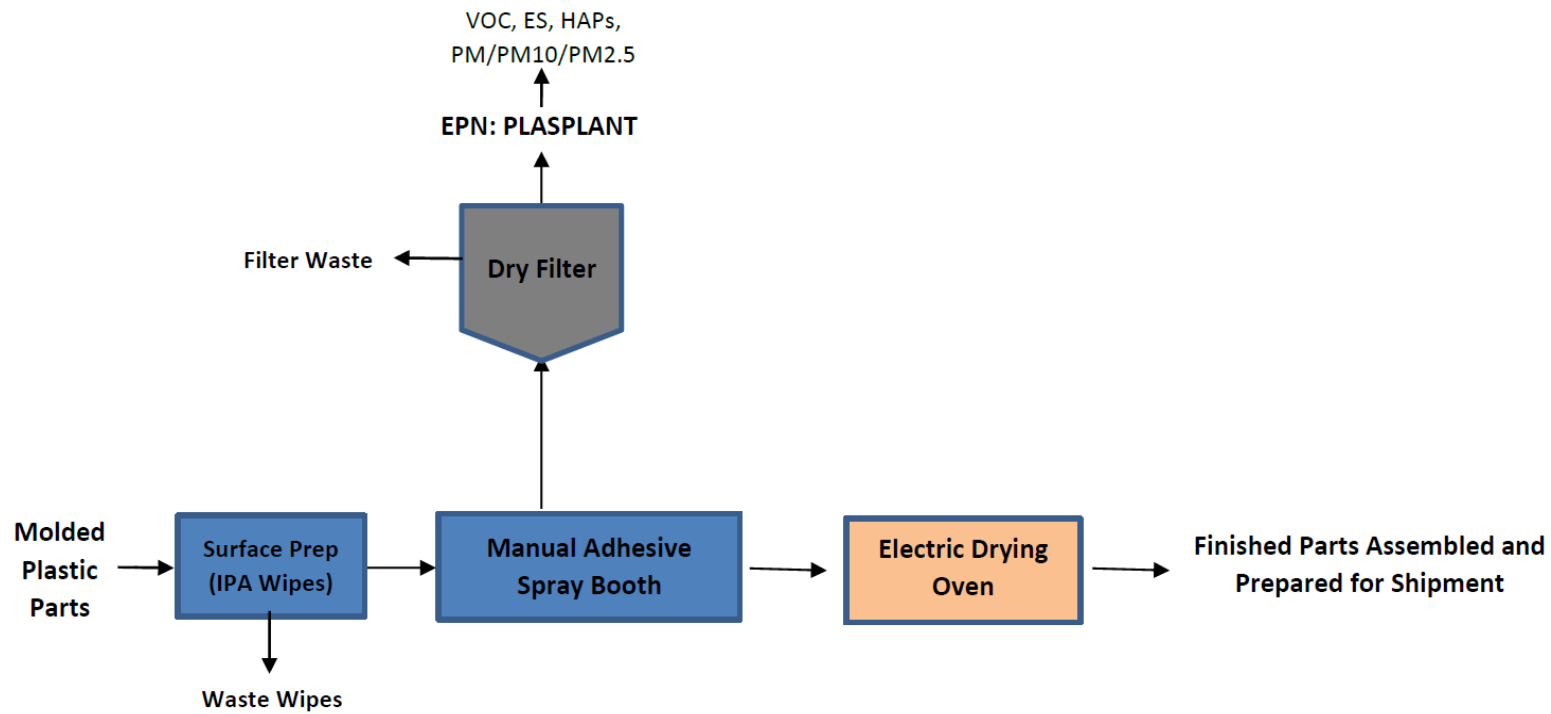 VOC, ES, HAPs,
PM/PM10/PM2.5
EPN: PLASPLANT
Filter Waste
Dry Filter
Molded
Plastic
Parts
Surface Prep
(IPA Wipes)
Manual Adhesive
Spray Booth
Electric Drying
Oven
Finished Parts Assembled and
Prepared for Shipment
Waste Wipes